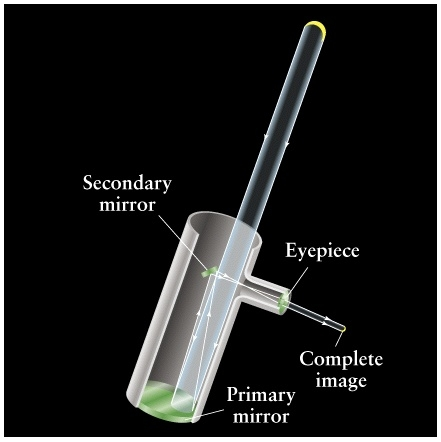 Secondary
mirror
Eyepiece
Complete
image
Primary
mirror